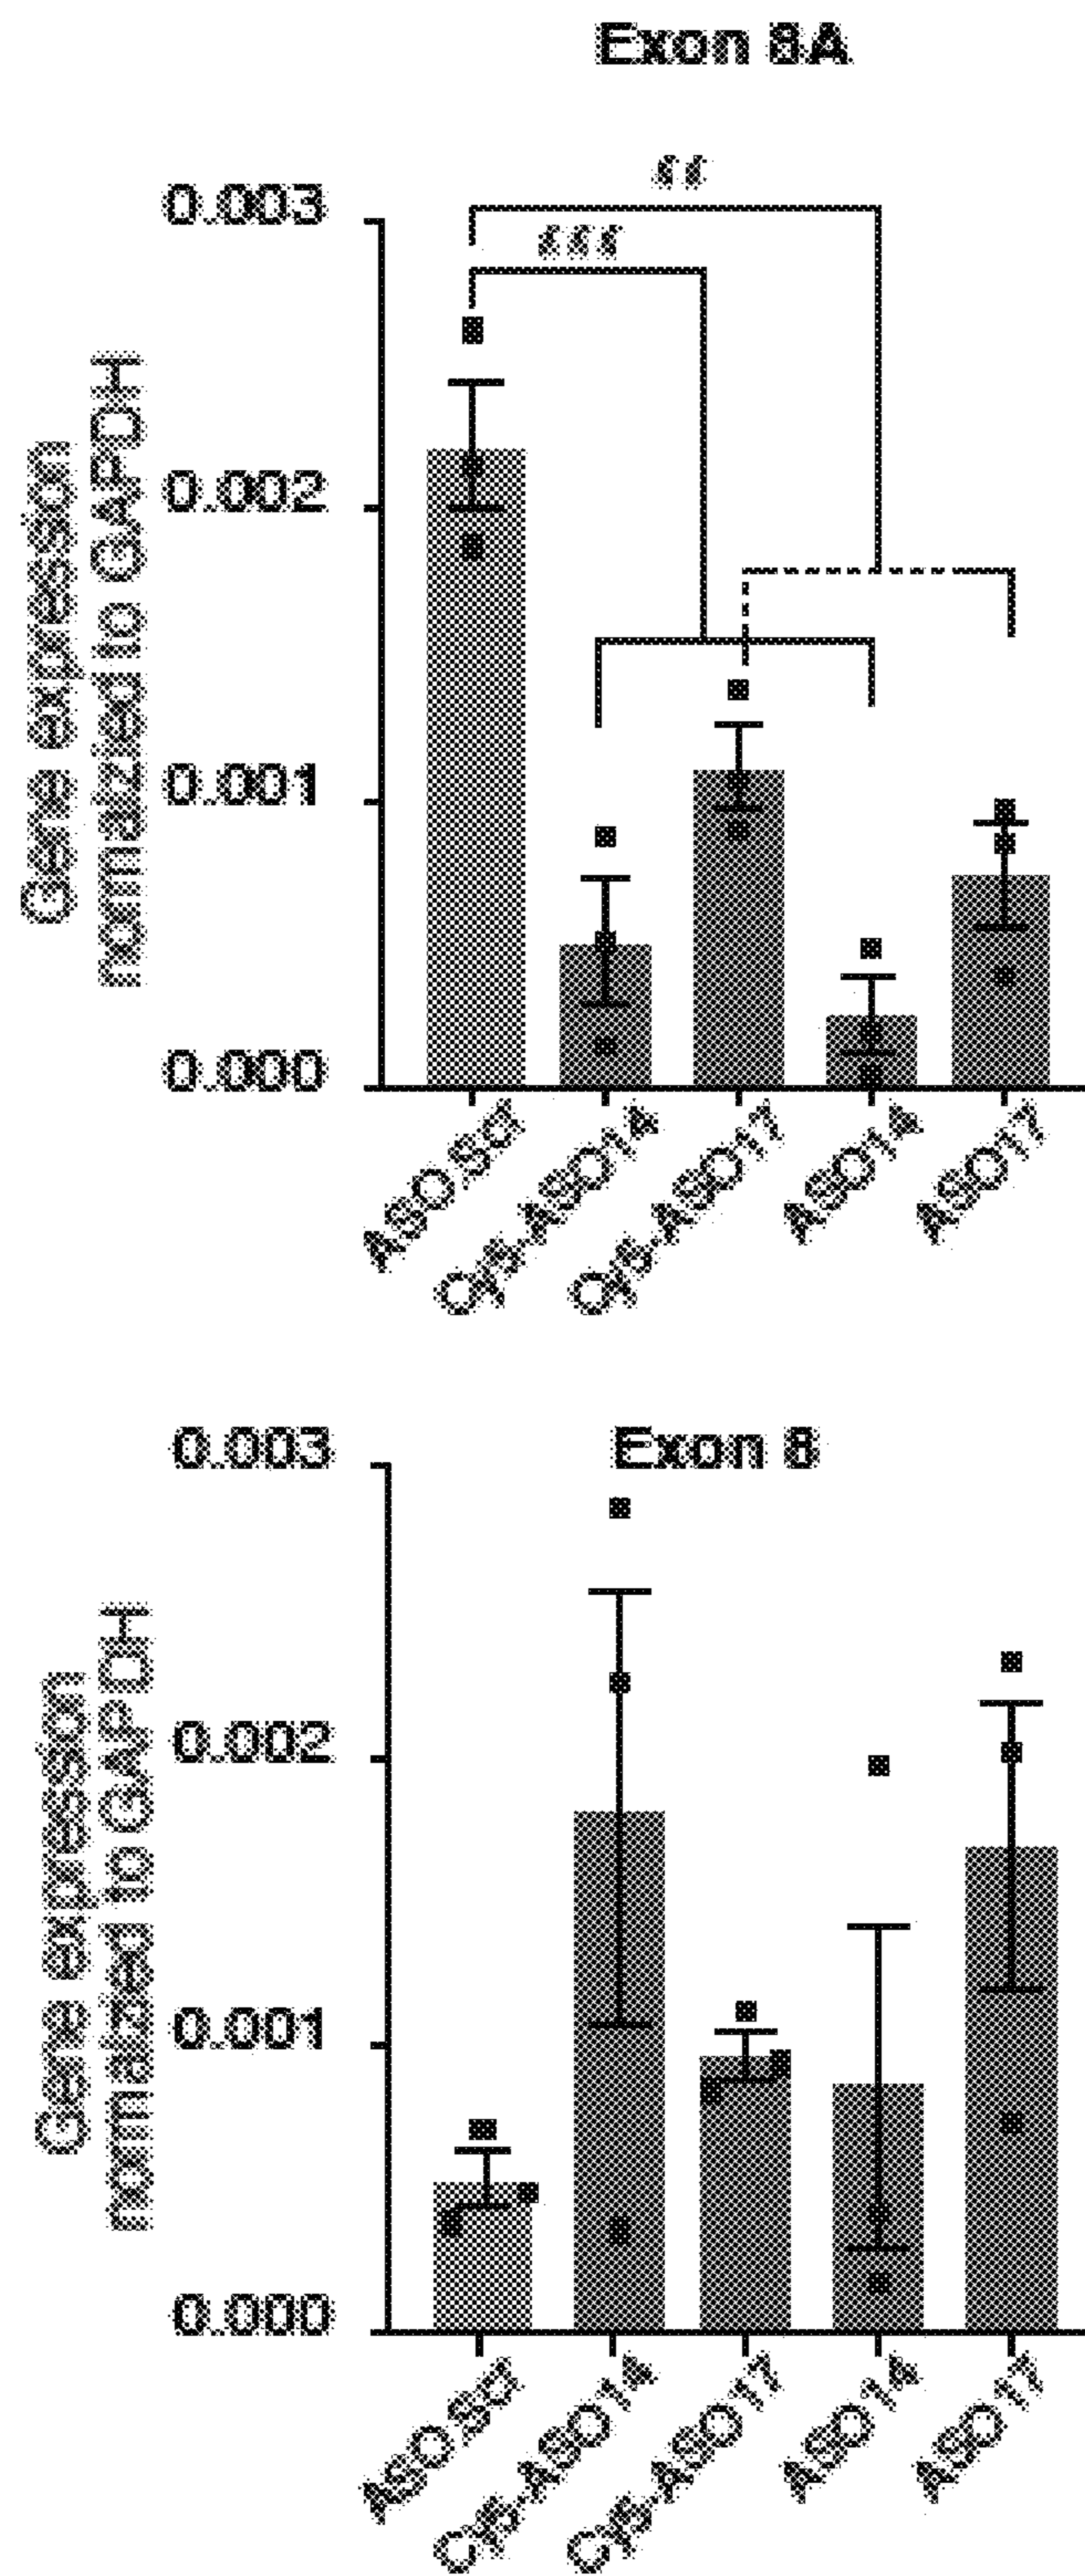 Exon 8A
&&
0.003
&&&
0.002
0.001
0.000
Gene expression
normalized to GAPDH
ASO Scr
Cy5-ASO14
Cy5-ASO17
ASO14
ASO17
Exon 8
0.003
0.002
0.001
0.000
Gene expression
normalized to GAPDH
ASO Scr
Cy5-ASO14
Cy5-ASO17
ASO14
ASO17